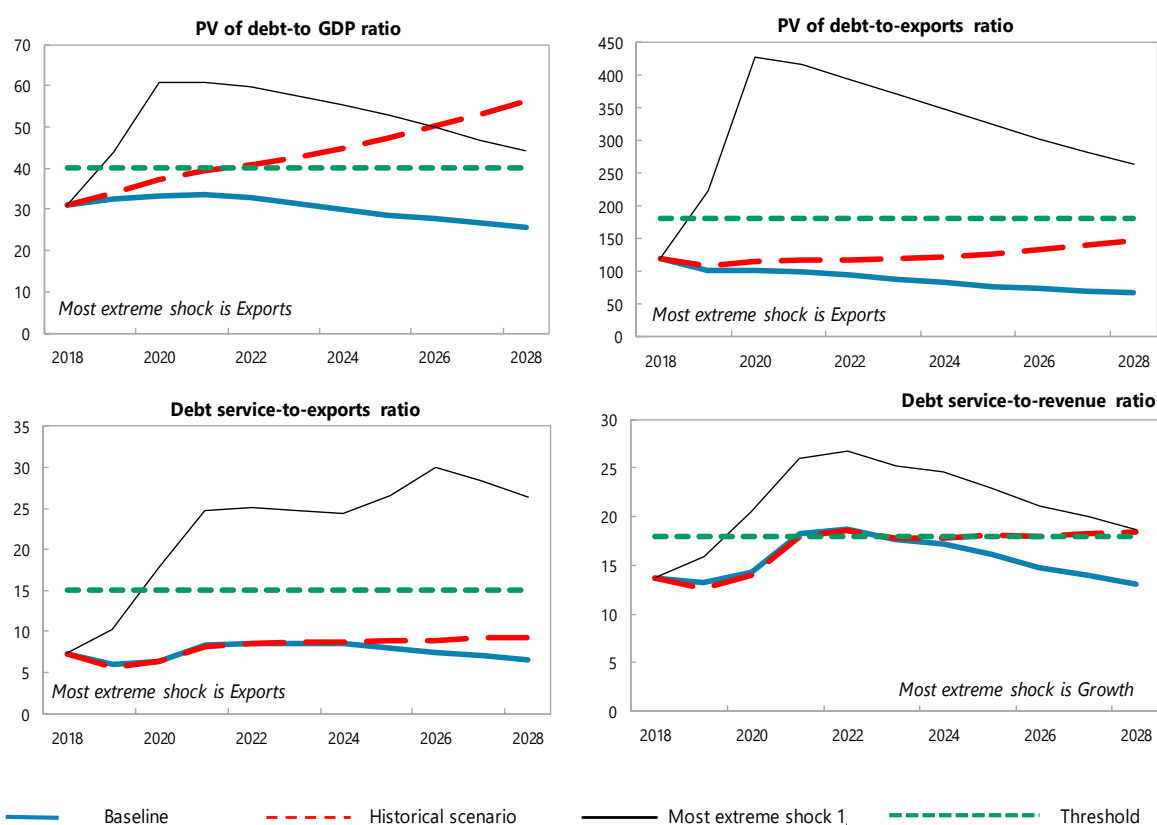 PV of debt-to GDP ratio
70
60
50
40
30
20
10
0
Most extreme shock is Exports
2018 2020 2022 2024 2026 2028
PV of debt-to-exports ratio
450
400
350
300
250
200
150
100
50
0
Most extreme shock is Exports
2018 2020 2022 2024 2026 2028
Debt service-to-exports ratio
35
30
25
20
15
10
5
0
Most extreme shock is Exports
2018 2020 2022 2024 2026 2028
Debt service-to-revenue ratio
30
25
20
15
10
5
0
Most extreme shock is Growth
2018 2020 2022 2024 2026 2028
Baseline Historical scenario Most extreme shock 1, Threshold